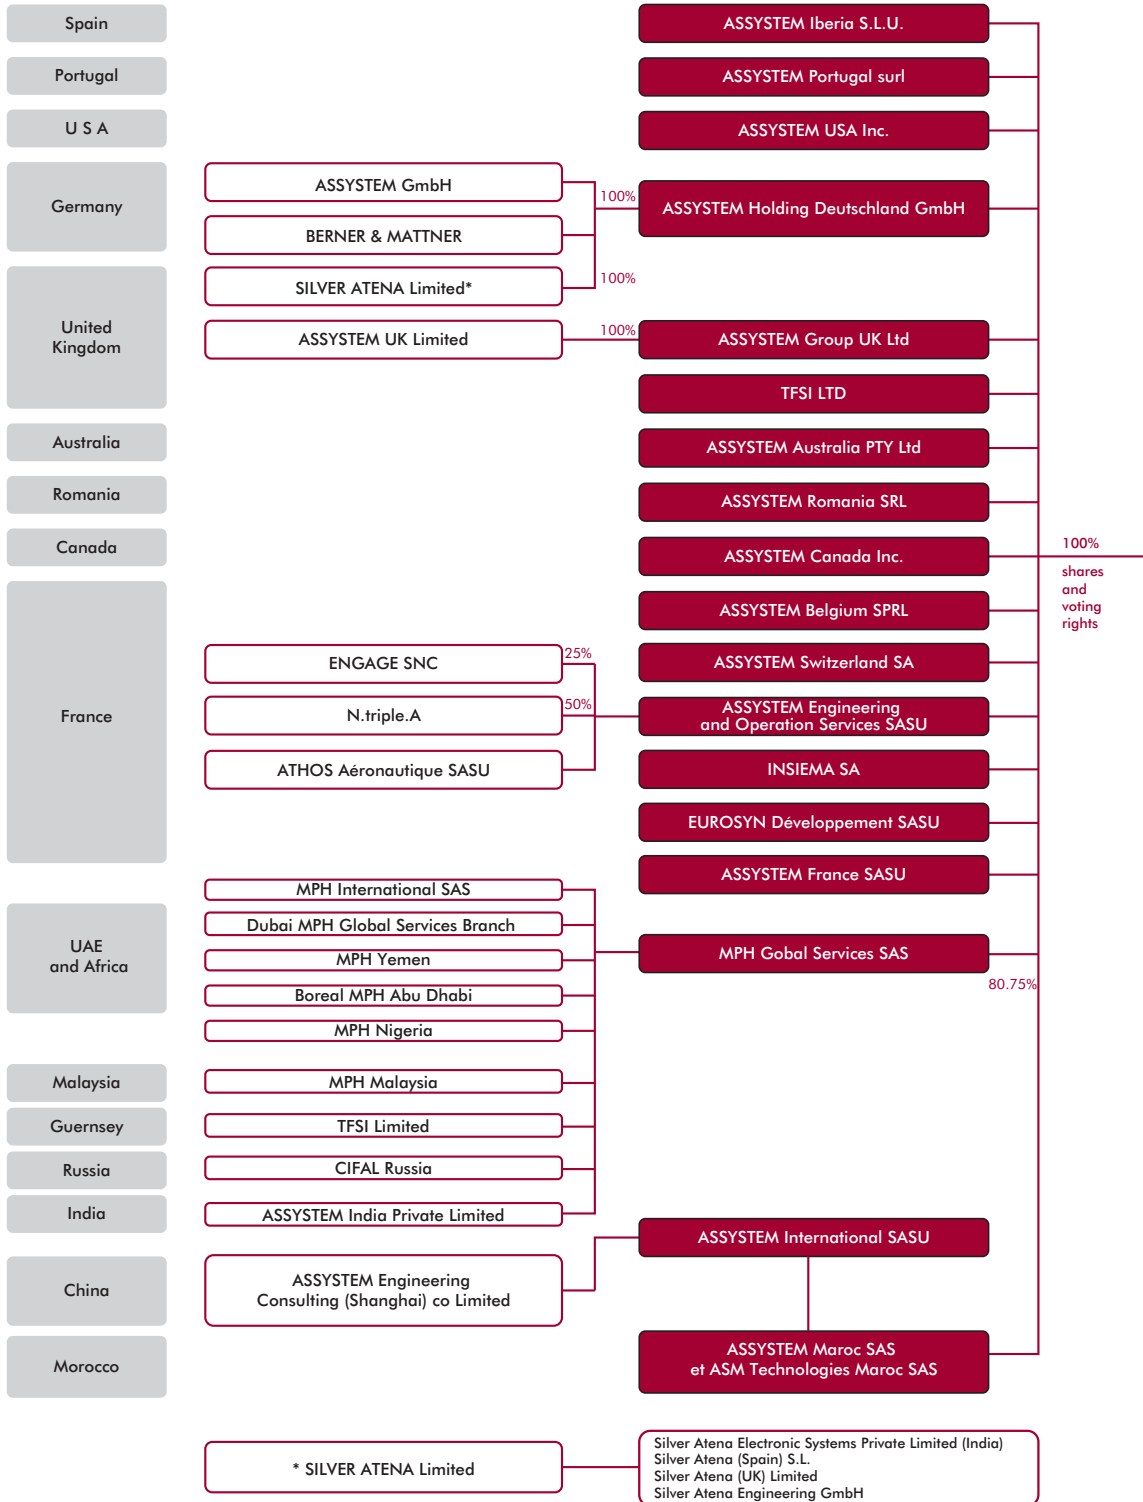 Spain
ASSYSTEM Iberia S.L.U.
Portugal
ASSYSTEM Portugal surl
U S A
ASSYSTEM USA Inc.
Germany
ASSYSTEM GmbH
100%
ASSYSTEM Holding Deutschland GmbH
BERNER & MATTNER
SILVER ATENA Limited*
100%
United
Kingdom
ASSYSTEM UK Limited
100%
ASSYSTEM Group UK Ltd
TFSI LTD
Australia
ASSYSTEM Australia PTY Ltd
Romania
ASSYSTEM Romania SRL
Canada
ASSYSTEM Canada Inc.
100%
shares
and
voting
rights
ASSYSTEM Belgium SPRL
France
ENGAGE SNC
25%
ASSYSTEM Switzerland SA
N.triple.A
50%
ASSYSTEM Engineering
and Operation Services SASU
ATHOS Aéronautique SASU
INSIEMA SA
EUROSYN Développement SASU
ASSYSTEM France SASU
MPH International SAS
UAE
and Africa
Dubai MPH Global Services Branch
MPH Yemen
MPH Gobal Services SAS
80.75%
Boreal MPH Abu Dhabi
MPH Nigeria
Malaysia
MPH Malaysia
Guernsey
TFSI Limited
Russia
CIFAL Russia
India
ASSYSTEM India Private Limited
ASSYSTEM International SASU
China
ASSYSTEM Engineering
Consulting (Shanghai) co Limited
Morocco
ASSYSTEM Maroc SAS
et ASM Technologies Maroc SAS
* SILVER ATENA Limited
Silver Atena Electronic Systems Private Limited (India)
Silver Atena (Spain) S.L.
Silver Atena (UK) Limited
Silver Atena Engineering GmbH